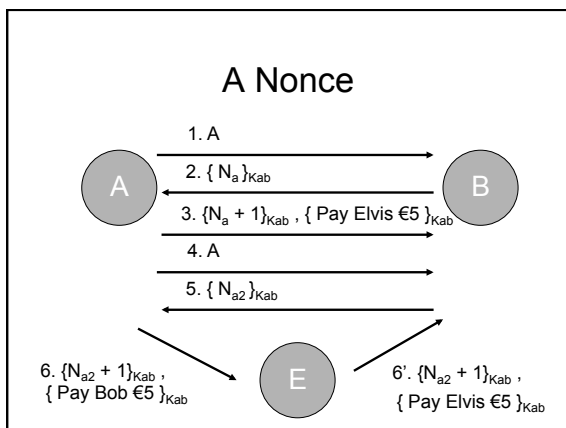 A Nonce
1. A
2. { Nₐ }Kab
A
B
3. {Nₐ + 1}Kab , { Pay Elvis €5 }Kab
4. A
5. { Nₐ₂ }Kab
6. {Nₐ₂ + 1}Kab ,
{ Pay Bob €5 }Kab
E
6’. {Nₐ₂ + 1}Kab ,
{ Pay Elvis €5 }Kab